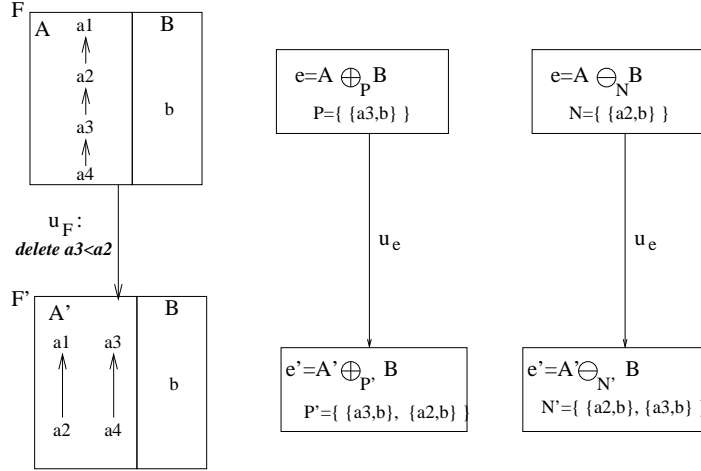 F
A
B
a1
a2
a3
a4
b
u_F:
delete a3<a2
F'
A'
B
a1 a3
a2 a4
b
e=A ⊕_P B
P={ {a3,b} }
u_e
e'=A' ⊕_P' B
P'={ {a3,b}, {a2,b} }
e=A ⊖_N B
N={ {a2,b} }
u_e
e'=A' ⊖_N' B
N'={ {a2,b}, {a3,b} }